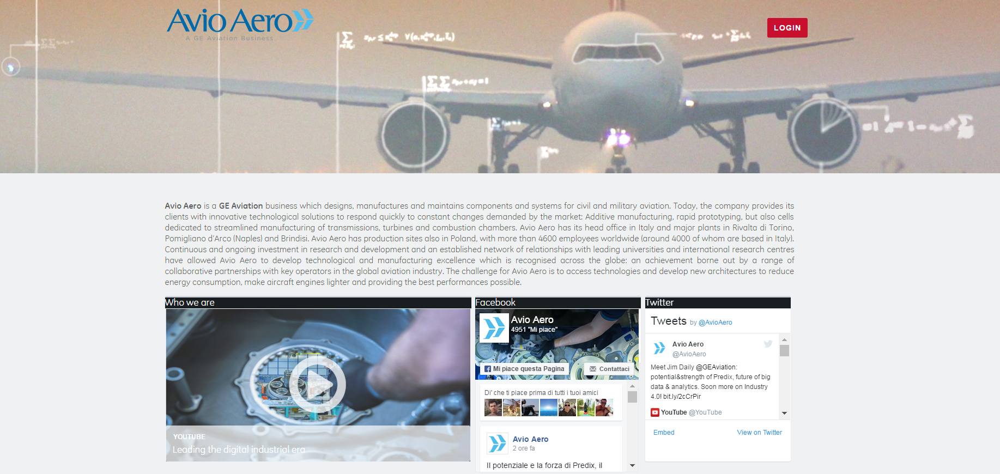 Avio Aero
A GE Aviation Business
LOGIN
Avio Aero is a GE Aviation business which designs, manufactures and maintains components and systems for civil and military aviation. Today, the company provides its
clients with innovative technological solutions to respond quickly to constant changes demanded by the market: Additive manufacturing, rapid prototyping, but also cells
dedicated to streamlined manufacturing of transmissions, turbines and combustion chambers. Avio Aero has its head office in Italy and major plants in Rivalta di Torino,
Pomigliano d'Arco (Naples) and Brindisi. Avio Aero has production sites also in Poland, with more than 4600 employees worldwide (around 4000 of whom are based in Italy).
Continuous and ongoing investment in research and development and an established network of relationships with leading universities and international research centres
have allowed Avio Aero to develop technological and manufacturing excellence which is recognised across the globe: an achievement borne out by a range of
collaborative partnerships with key operators in the global aviation industry. The challenge for Avio Aero is to access technologies and develop new architectures to reduce
energy consumption, make aircraft engines lighter and providing the best performances possible.
Who we are
YOUTUBE
Leading the digital industrial era
Facebook
Avio Aero
4951 "Mi piace"
Mi piace questa Pagina
Contattaci
Di' che ti piace prima di tutti i tuoi amici
Avio Aero
2 ore fa
Il potenziale e la forza di Predix, il
Twitter
Tweets by @AvioAero
Avio Aero
@AvioAero
Meet Jim Daily @GEAviation:
potential&strength of Predix, future of big
data & analytics. Soon more on Industry
4.0! bit.ly/2cCrPir
YouTube @YouTube
Embed
View on Twitter